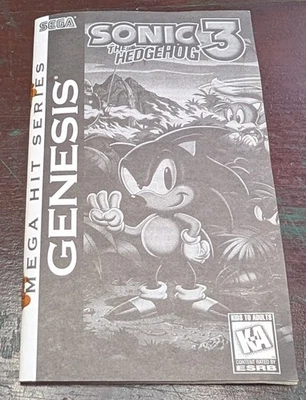 SEGA
SONIC
THE
HEDGEHOG
3
MEGA HIT SERIES
GENESIS
KIDS TO ADULTS
K-A
CONTENT RATED BY
ESRB